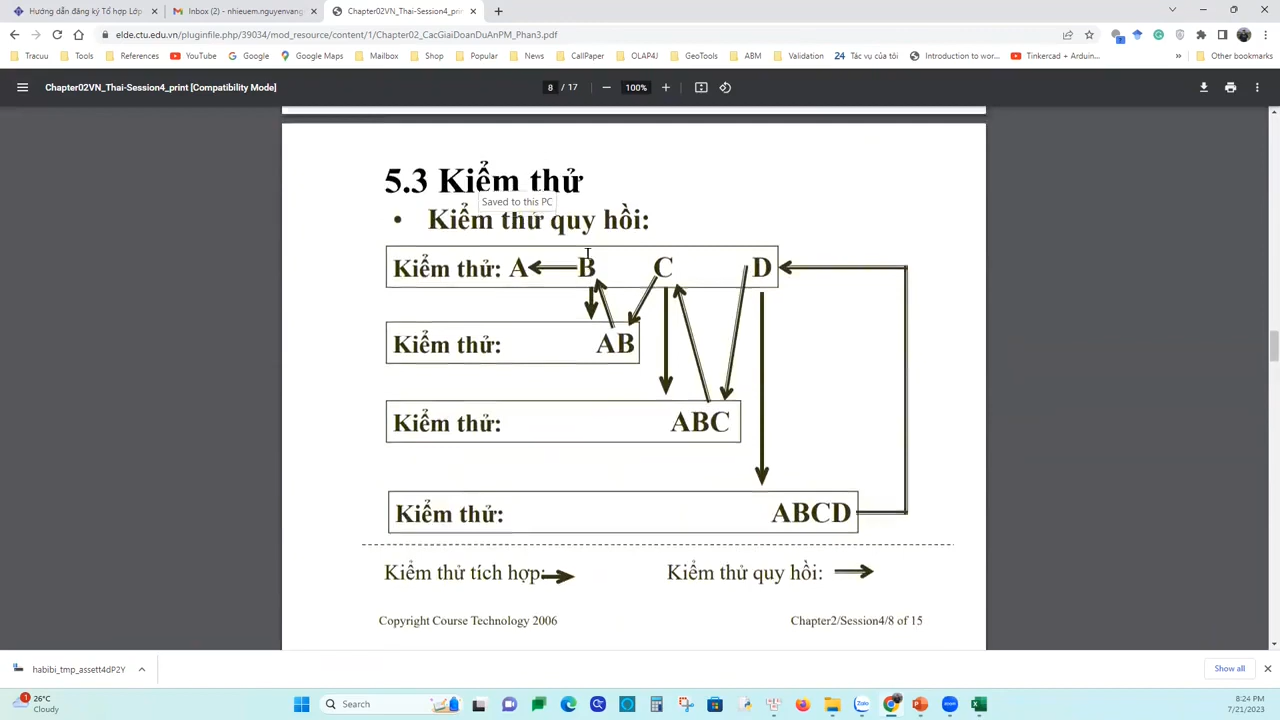 Hướng dẫn đăng ký Tổ hợp Lớp
Inbox (2) - nhieuem.nguyenvang
Chapter02VN_Thai-Session4_print
elde.ctu.edu.vn/pluginfile.php/39034/mod_resource/content/1/Chapter02_CacGiaiDoanDuAnPM_Phan3.pdf
Tracuu Tools References YouTube Google Google Maps Mailbox Shop Popular News CallPaper OLAP4J GeoTools ABM Validation 24 Tác vụ của tôi Introduction to wor... Tinkercad + Arduin... » Other bookmarks
Chapter02VN_Thai-Session4_print [Compatibility Mode] 8 / 17 100%
5.3 Kiểm thử
Saved to this PC
• Kiểm thử quy hồi:
Kiểm thử: A B C D
Kiểm thử: AB
Kiểm thử: ABC
Kiểm thử: ABCD
Kiểm thử tích hợp: Kiểm thử quy hồi:
Copyright Course Technology 2006 Chapter2/Session4/8 of 15
habibi_tmp_assett4dP2Y Show all
26°C
Cloudy
Search
8:24 PM
7/21/2023